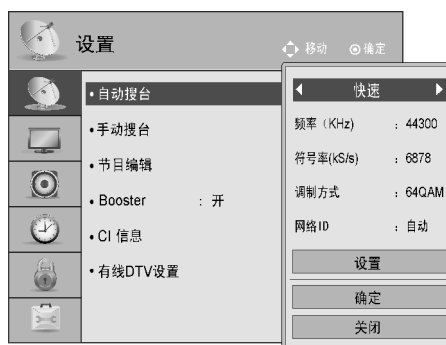 设置
移动 ◉确定
• 自动搜台
• 手动搜台
• 节目编辑
• Booster : 开
• CI 信息
• 有线DTV设置
快速
频率（KHz) : 44300
符号率(kS/s) : 6878
调制方式 : 64QAM
网络ID : 自动
设置
确定
关闭